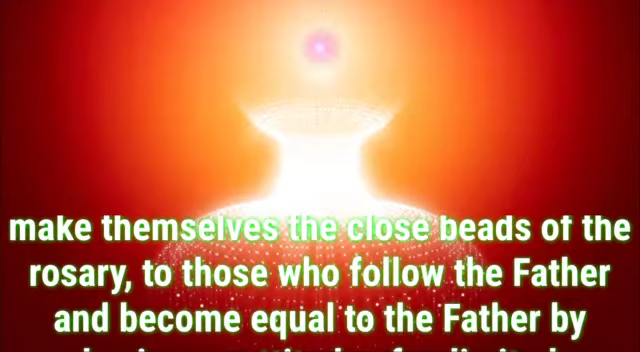 make themselves the close beads of the
rosary, to those who follow the Father
and become equal to the Father by